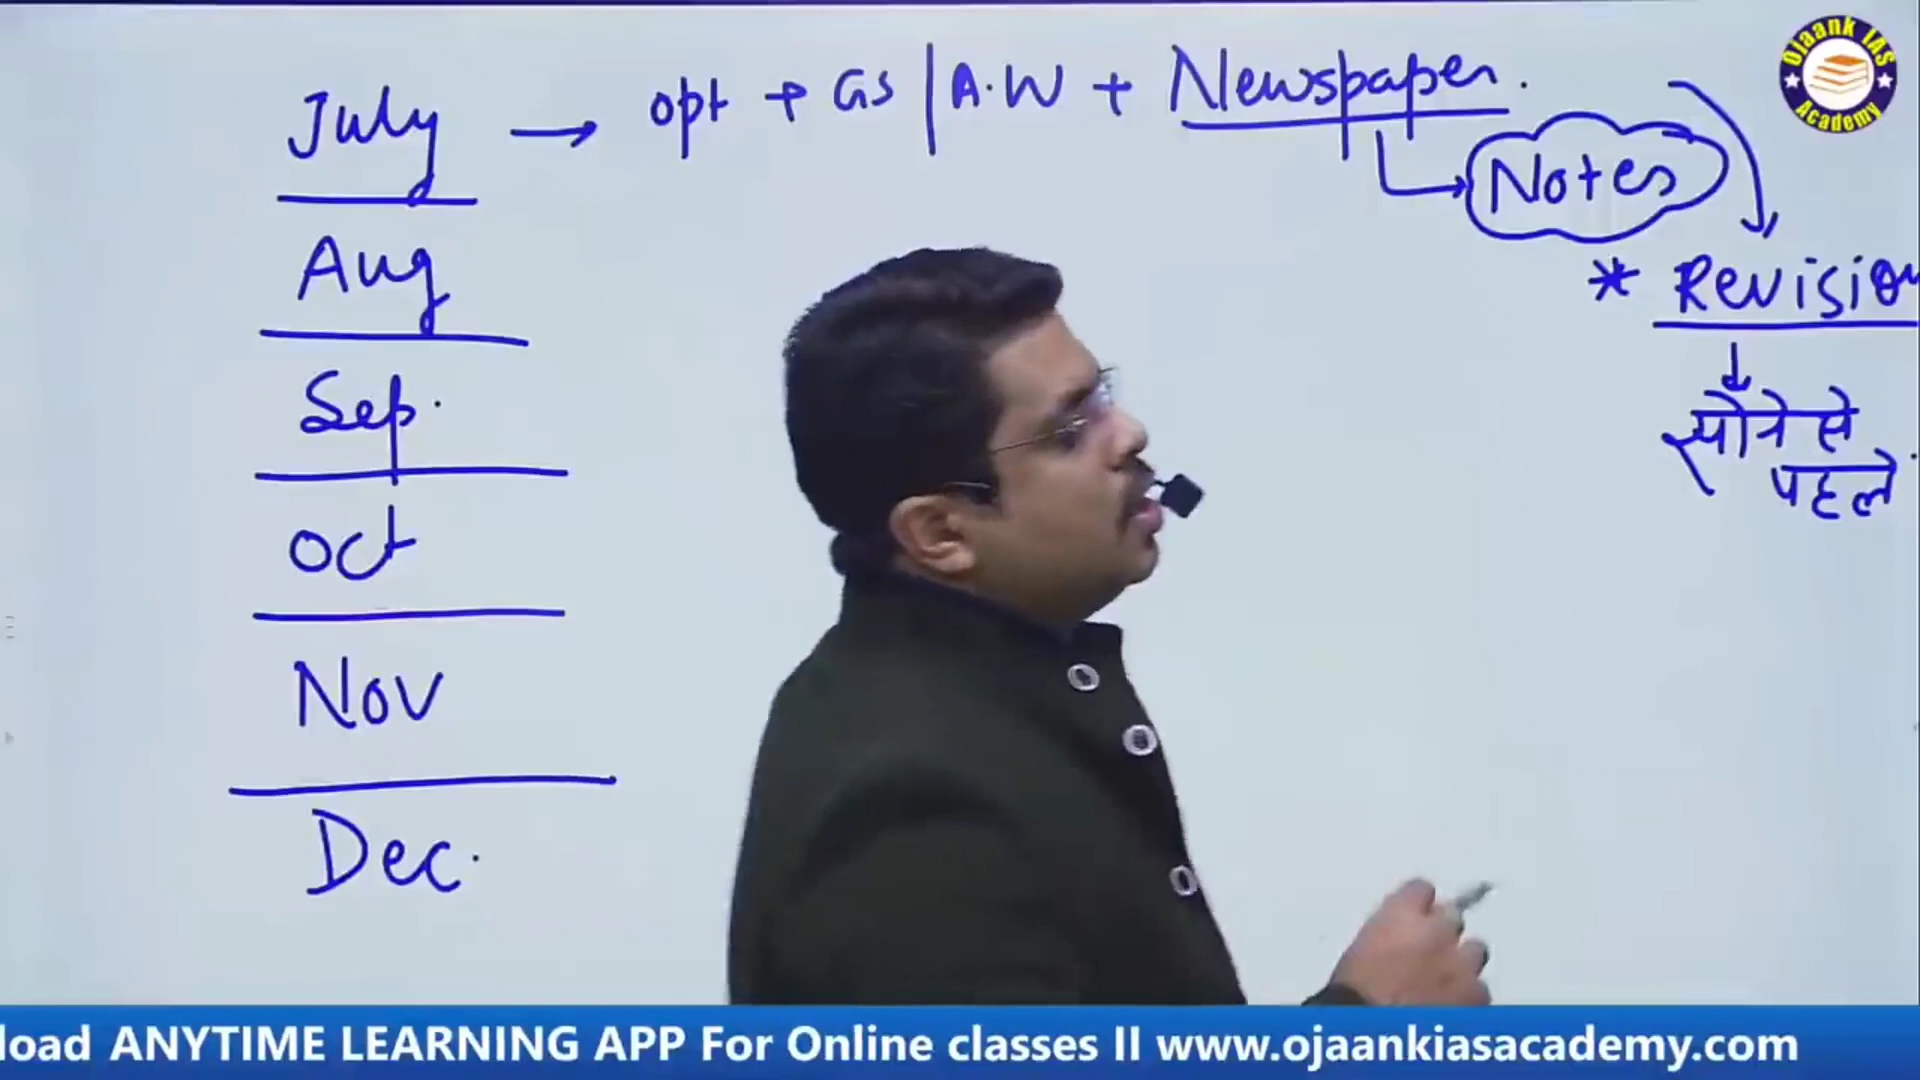 July → opt + GS | A.W + Newspaper.
Notes
* Revision
सोने से
पहले.
Aug
Sep.
Oct
Nov
Dec.
Ojaank IAS
Academy
load ANYTIME LEARNING APP For Online classes II www.ojaankiasacademy.com